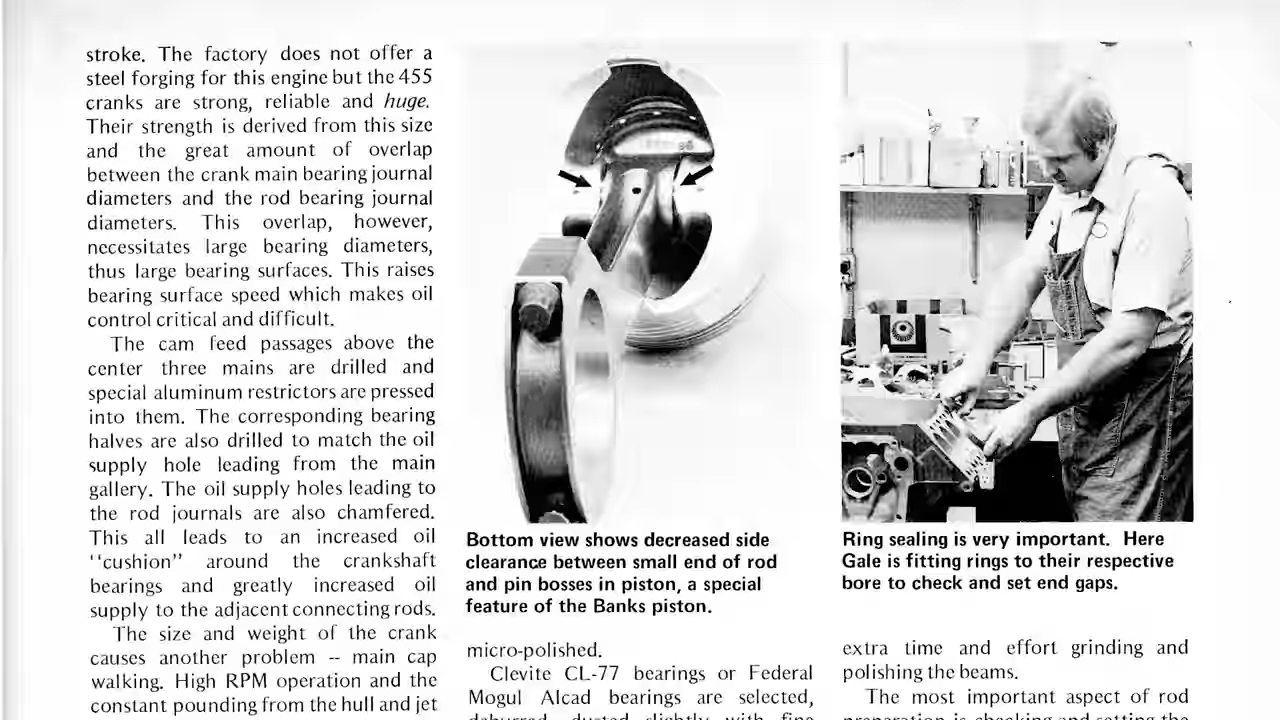 stroke. The factory does not offer a
steel forging for this engine but the 455
cranks are strong, reliable and huge.
Their strength is derived from this size
and the great amount of overlap
between the crank main bearing journal
diameters and the rod bearing journal
diameters. This overlap, however,
necessitates large bearing diameters,
thus large bearing surfaces. This raises
bearing surface speed which makes oil
control critical and difficult.
The cam feed passages above the
center three mains are drilled and
special aluminum restrictors are pressed
into them. The corresponding bearing
halves are also drilled to match the oil
supply hole leading from the main
gallery. The oil supply holes leading to
the rod journals are also chamfered.
This all leads to an increased oil
"cushion" around the crankshaft
bearings and greatly increased oil
supply to the adjacent connecting rods.
The size and weight of the crank
causes another problem -- main cap
walking. High RPM operation and the
constant pounding from the hull and jet
Bottom view shows decreased side
clearance between small end of rod
and pin bosses in piston, a special
feature of the Banks piston.
micro-polished.
Clevite CL-77 bearings or Federal
Mogul Alcad bearings are selected,
deburred, dusted slightly with fine
Ring sealing is very important. Here
Gale is fitting rings to their respective
bore to check and set end gaps.
extra time and effort grinding and
polishing the beams.
The most important aspect of rod
preparation is checking and setting the